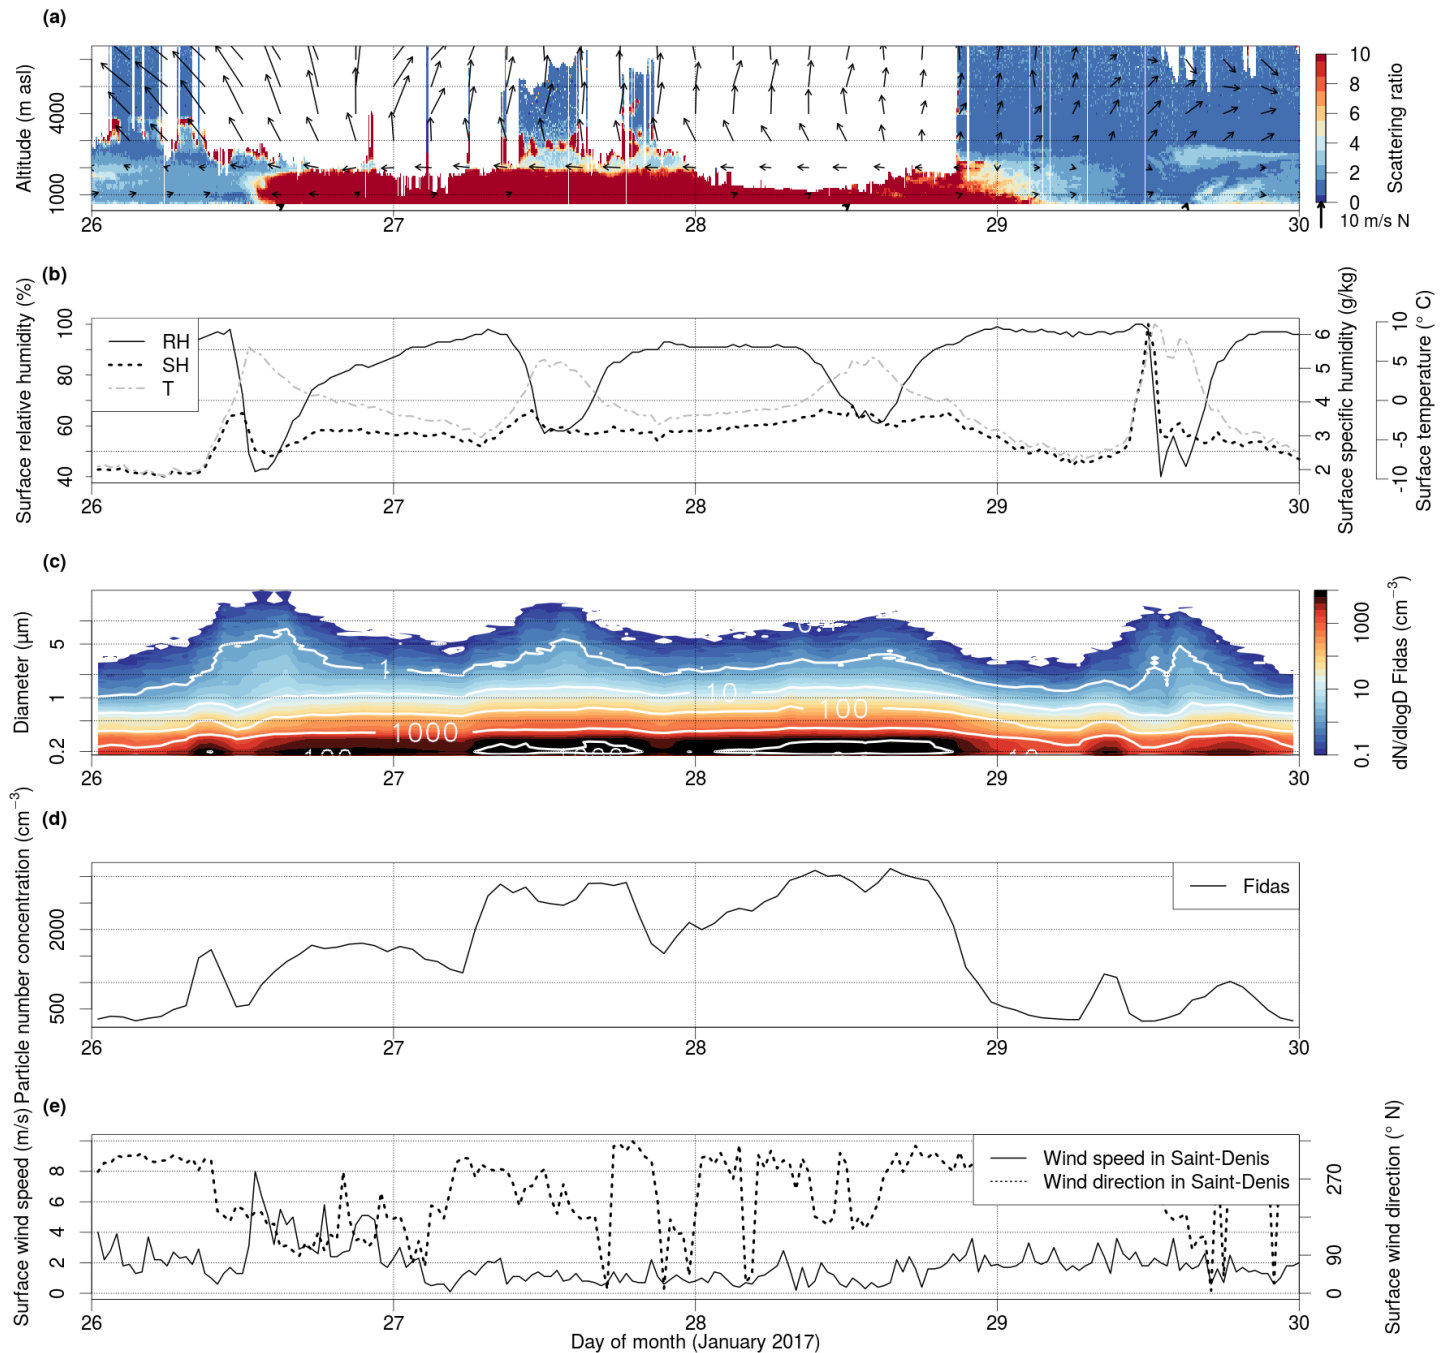 (a)
Altitude (m asl)
1000 4000
26 27 28 29 30
0 2 4 6 8 10
Scattering ratio
10 m/s N
(b)
Surface relative humidity (%)
40 60 80 100
RH
SH
T
26 27 28 29 30
2 3 4 5 6
Surface specific humidity (g/kg)
-10 -5 0 5 10
Surface temperature (° C)
(c)
Diameter (µm)
0.2 1 5
1
10
100
1000
26 27 28 29 30
0.1 10 1000
dN/dlogD Fidas (cm−3)
(d)
Particle number concentration (cm−3)
500 2000
Fidas
26 27 28 29 30
(e)
Surface wind speed (m/s)
0 2 4 6 8
Wind speed in Saint-Denis
Wind direction in Saint-Denis
0 90 270
Surface wind direction (° N)
26 27 28 29 30
Day of month (January 2017)